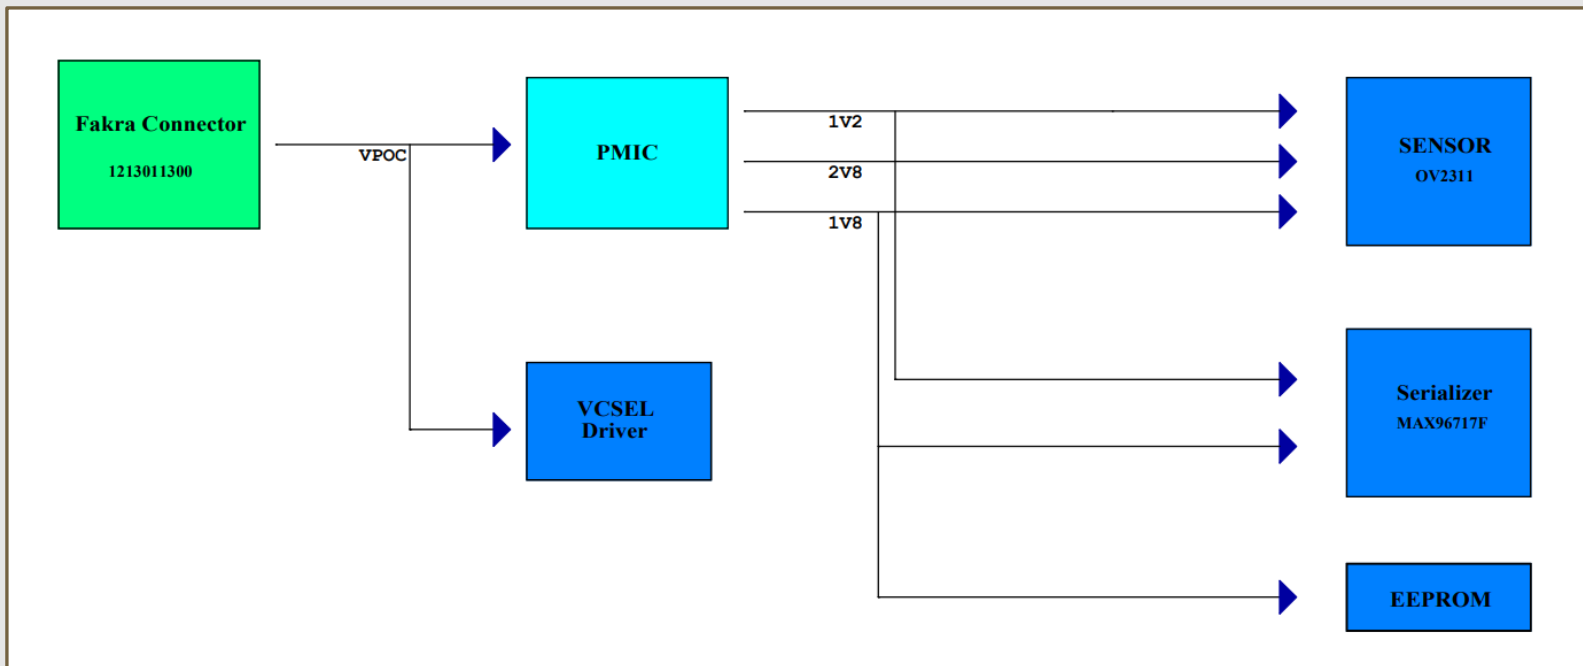 Fakra Connector
1213011300
VPOC
PMIC
1V2
2V8
1V8
SENSOR
OV2311
VCSEL
Driver
Serializer
MAX96717F
EEPROM